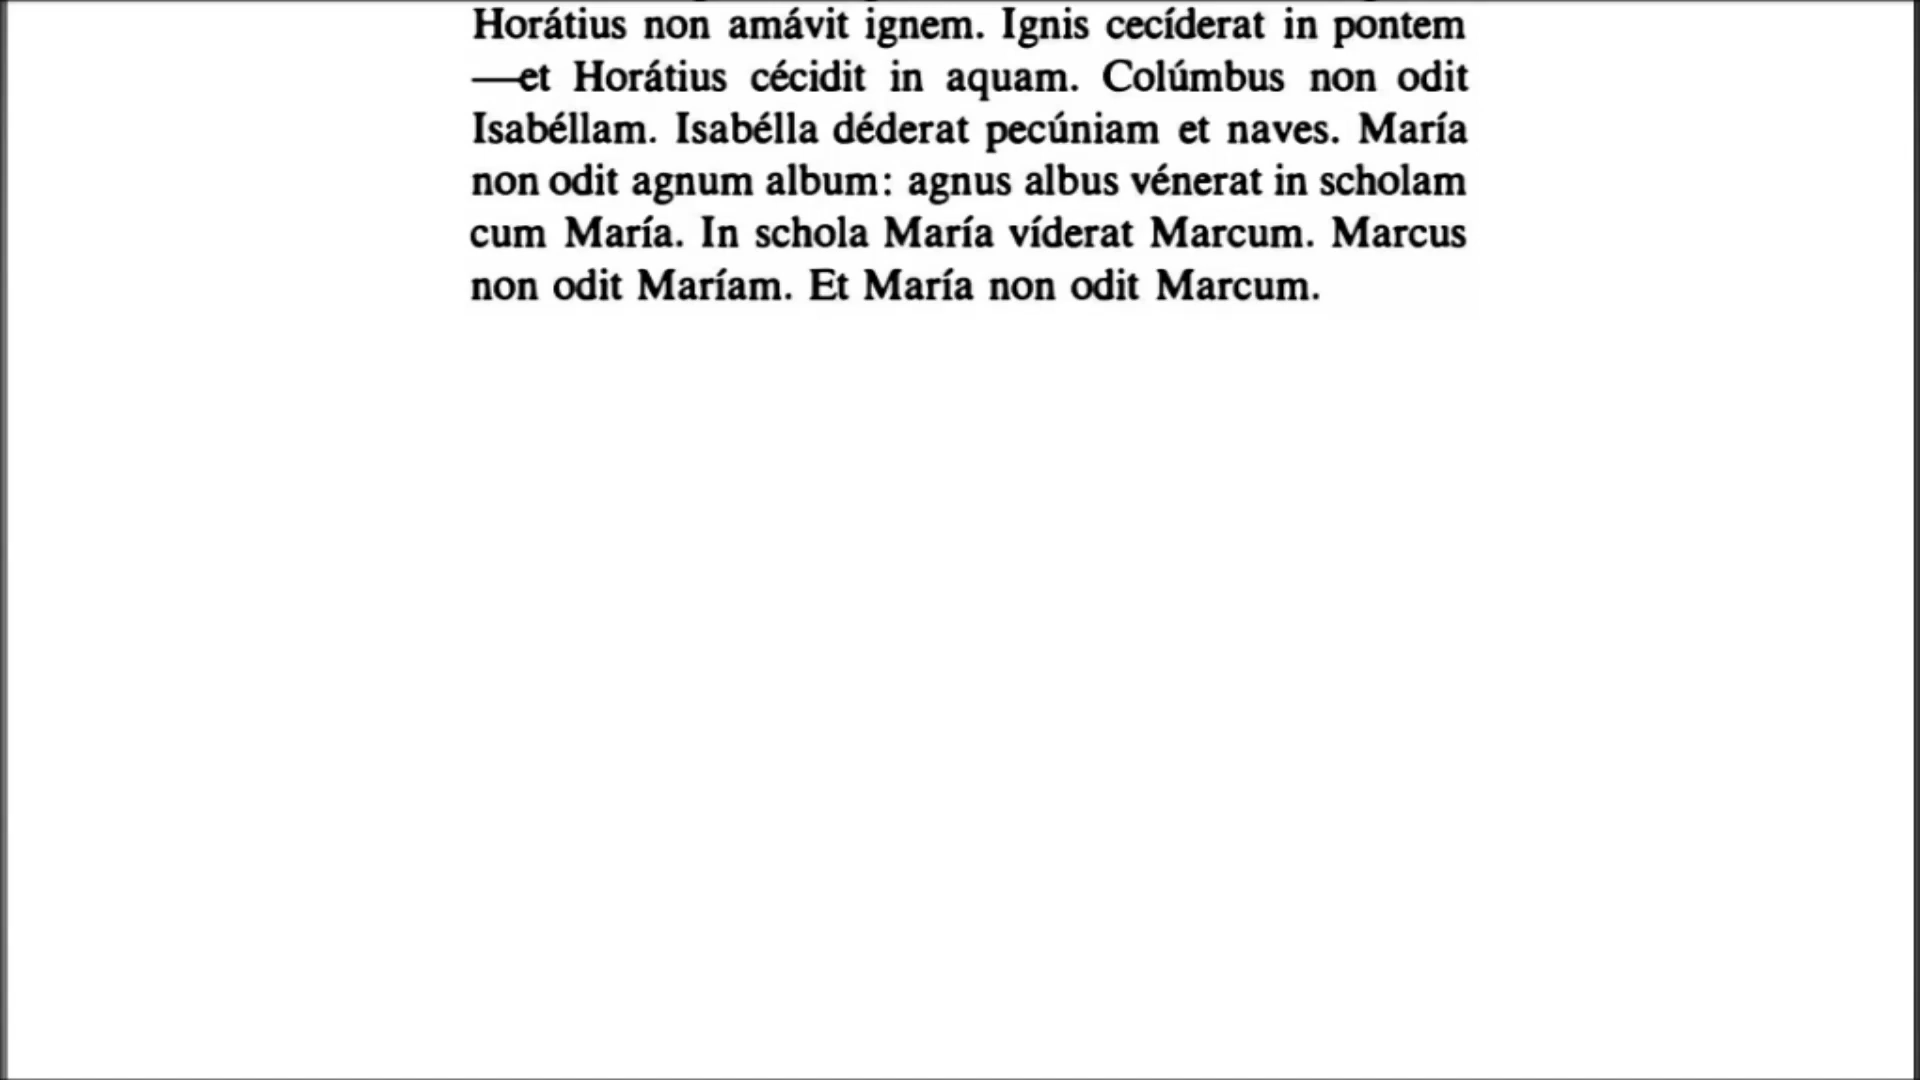 Horátius non amávit ignem. Ignis cecíderat in pontem
—et Horátius cécidit in aquam. Colúmbus non odit
Isabéllam. Isabélla déderat pecúniam et naves. María
non odit agnum album: agnus albus vénerat in scholam
cum María. In schola María víderat Marcum. Marcus
non odit Maríam. Et María non odit Marcum.